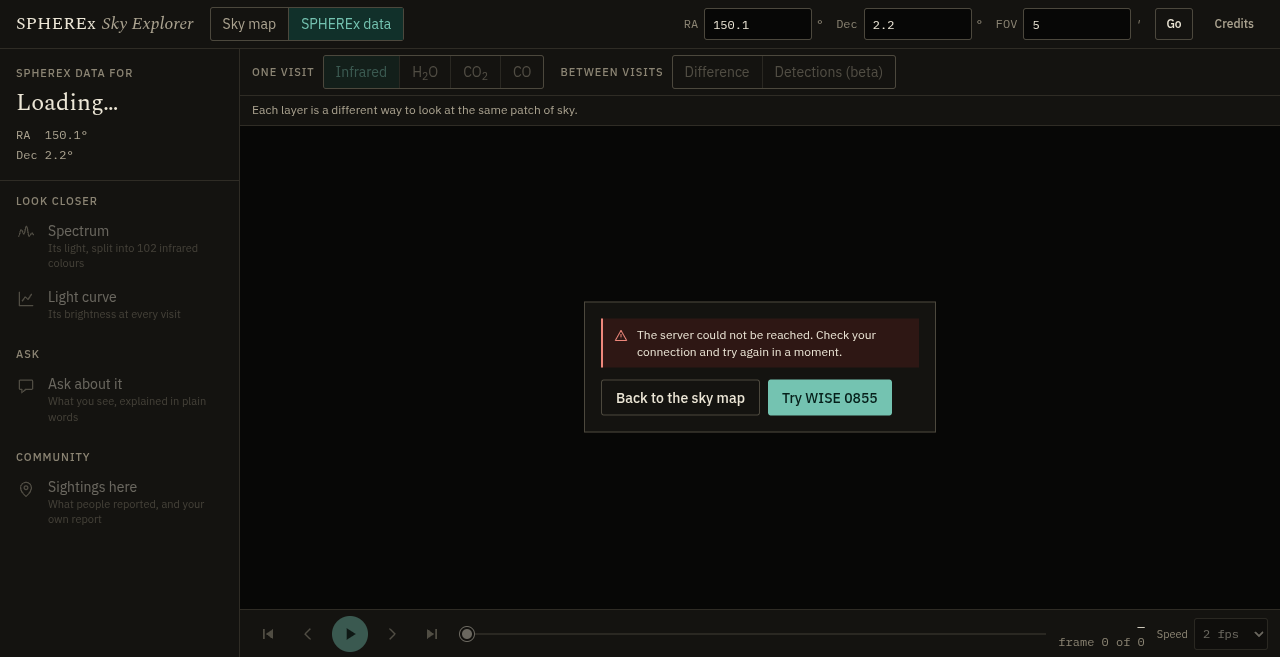 SPHEREx Sky Explorer
Sky map
SPHEREx data
RA 150.1 °
Dec 2.2 °
FOV 5 ′
Go
Credits
SPHEREX DATA FOR
Loading…
RA 150.1°
Dec 2.2°
LOOK CLOSER
Spectrum
Its light, split into 102 infrared
colours
Light curve
Its brightness at every visit
ASK
Ask about it
What you see, explained in plain
words
COMMUNITY
Sightings here
What people reported, and your
own report
ONE VISIT
Infrared
H₂O
CO₂
CO
BETWEEN VISITS
Difference
Detections (beta)
Each layer is a different way to look at the same patch of sky.
The server could not be reached. Check your
connection and try again in a moment.
Back to the sky map
Try WISE 0855
—
frame 0 of 0
Speed
2 fps